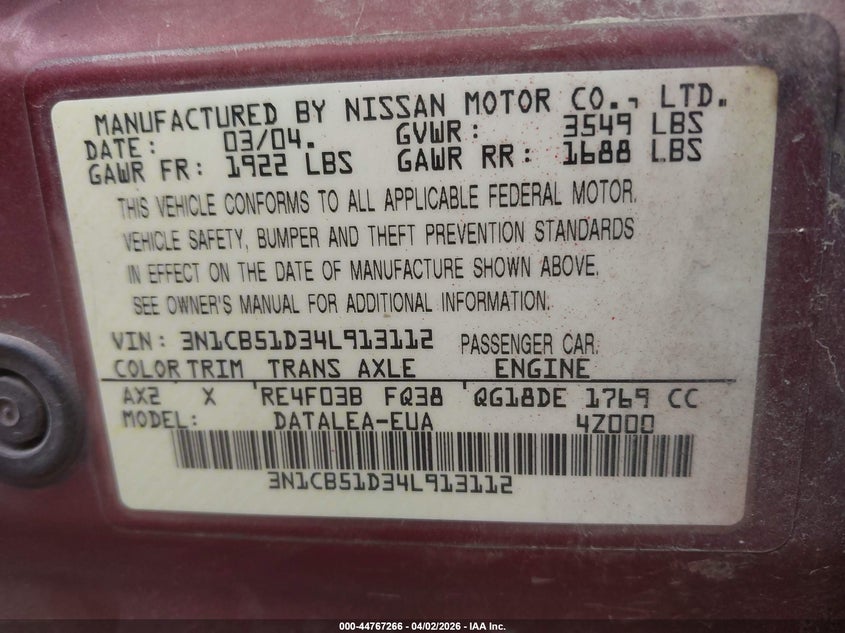 MANUFACTURED BY NISSAN MOTOR CO., LTD.
DATE: 03/04. GVWR: 3549 LBS
GAWR FR: 1922 LBS GAWR RR: 1688 LBS
THIS VEHICLE CONFORMS TO ALL APPLICABLE FEDERAL MOTOR.
VEHICLE SAFETY, BUMPER AND THEFT PREVENTION STANDARDS
IN EFFECT ON THE DATE OF MANUFACTURE SHOWN ABOVE.
SEE OWNER'S MANUAL FOR ADDITIONAL INFORMATION.
VIN: 3N1CB51D34L913112 PASSENGER CAR.
COLOR TRIM TRANS AXLE ENGINE
AX2 X RE4F03B FQ38 QG18DE 1769 CC
MODEL: DATALEA-EUA 4Z000
3N1CB51D34L913112
000-44767266 - 04/02/2026 - IAA Inc.